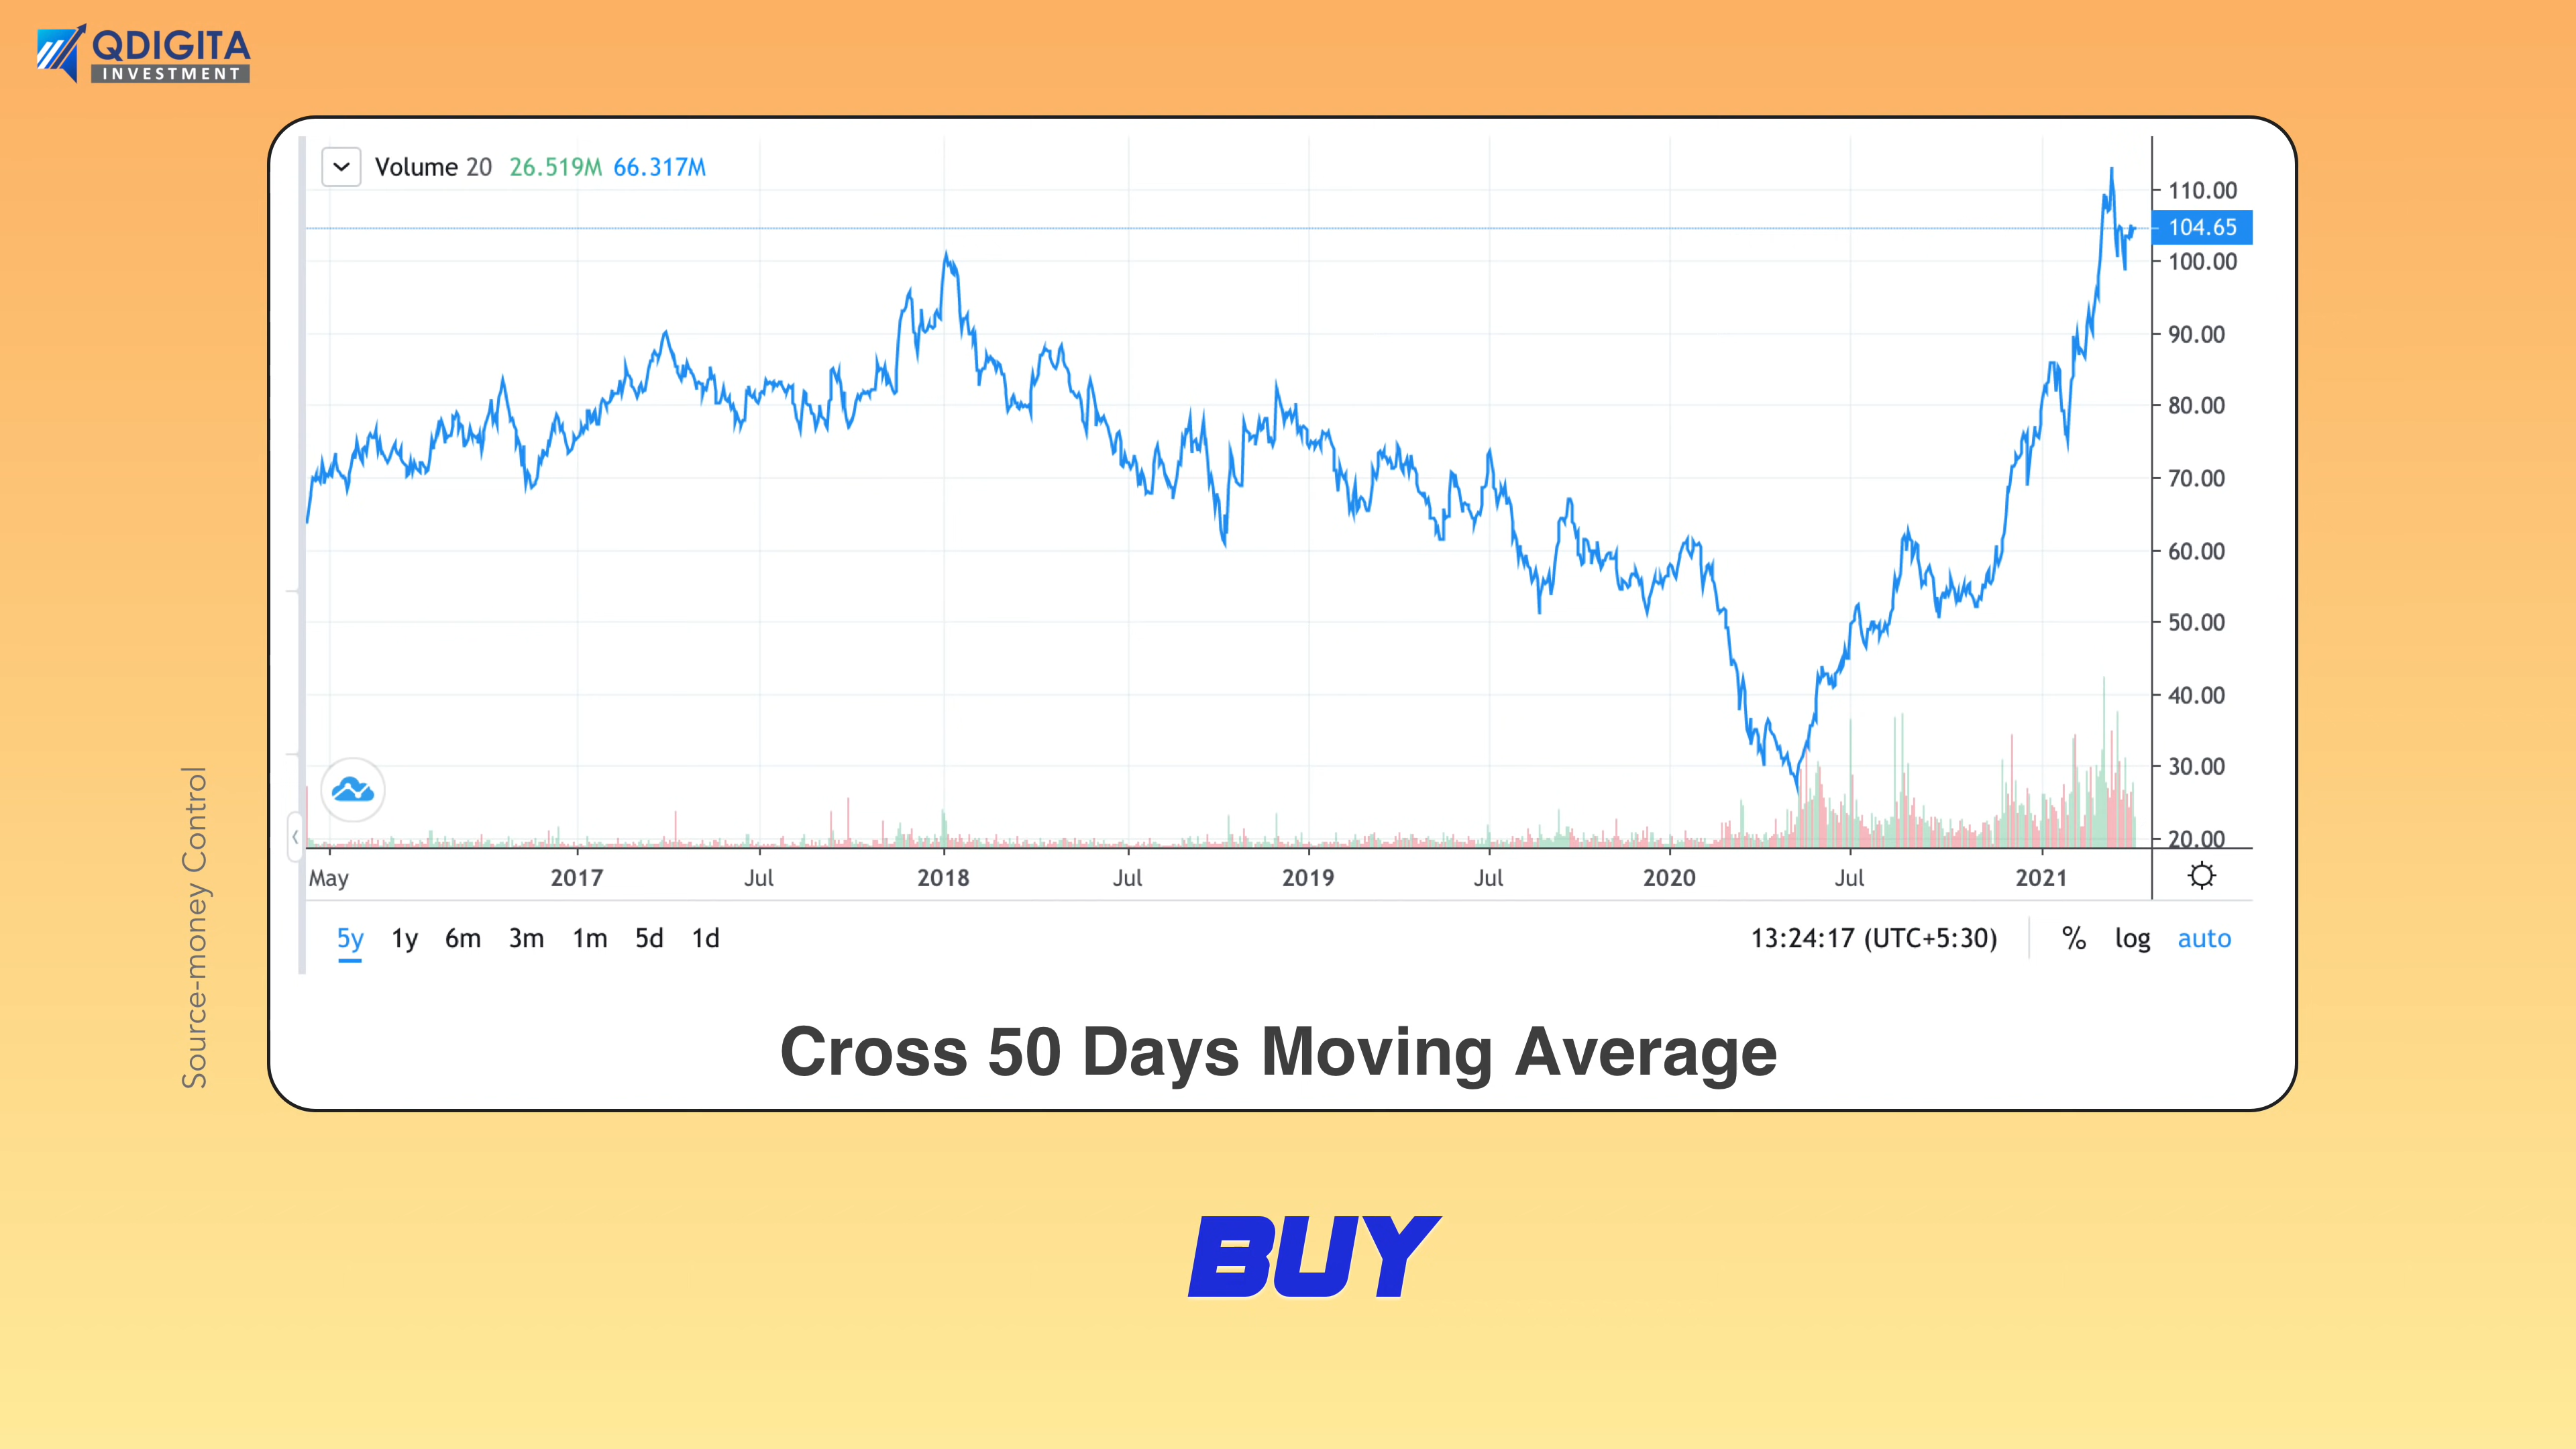 QDIGITA
INVESTMENT
Volume 20 26.519M 66.317M
110.00
104.65
100.00
90.00
80.00
70.00
60.00
50.00
40.00
30.00
20.00
May 2017 Jul 2018 Jul 2019 Jul 2020 Jul 2021
5y 1y 6m 3m 1m 5d 1d 13:24:17 (UTC+5:30) % log auto
Source-money Control
Cross 50 Days Moving Average
BUY